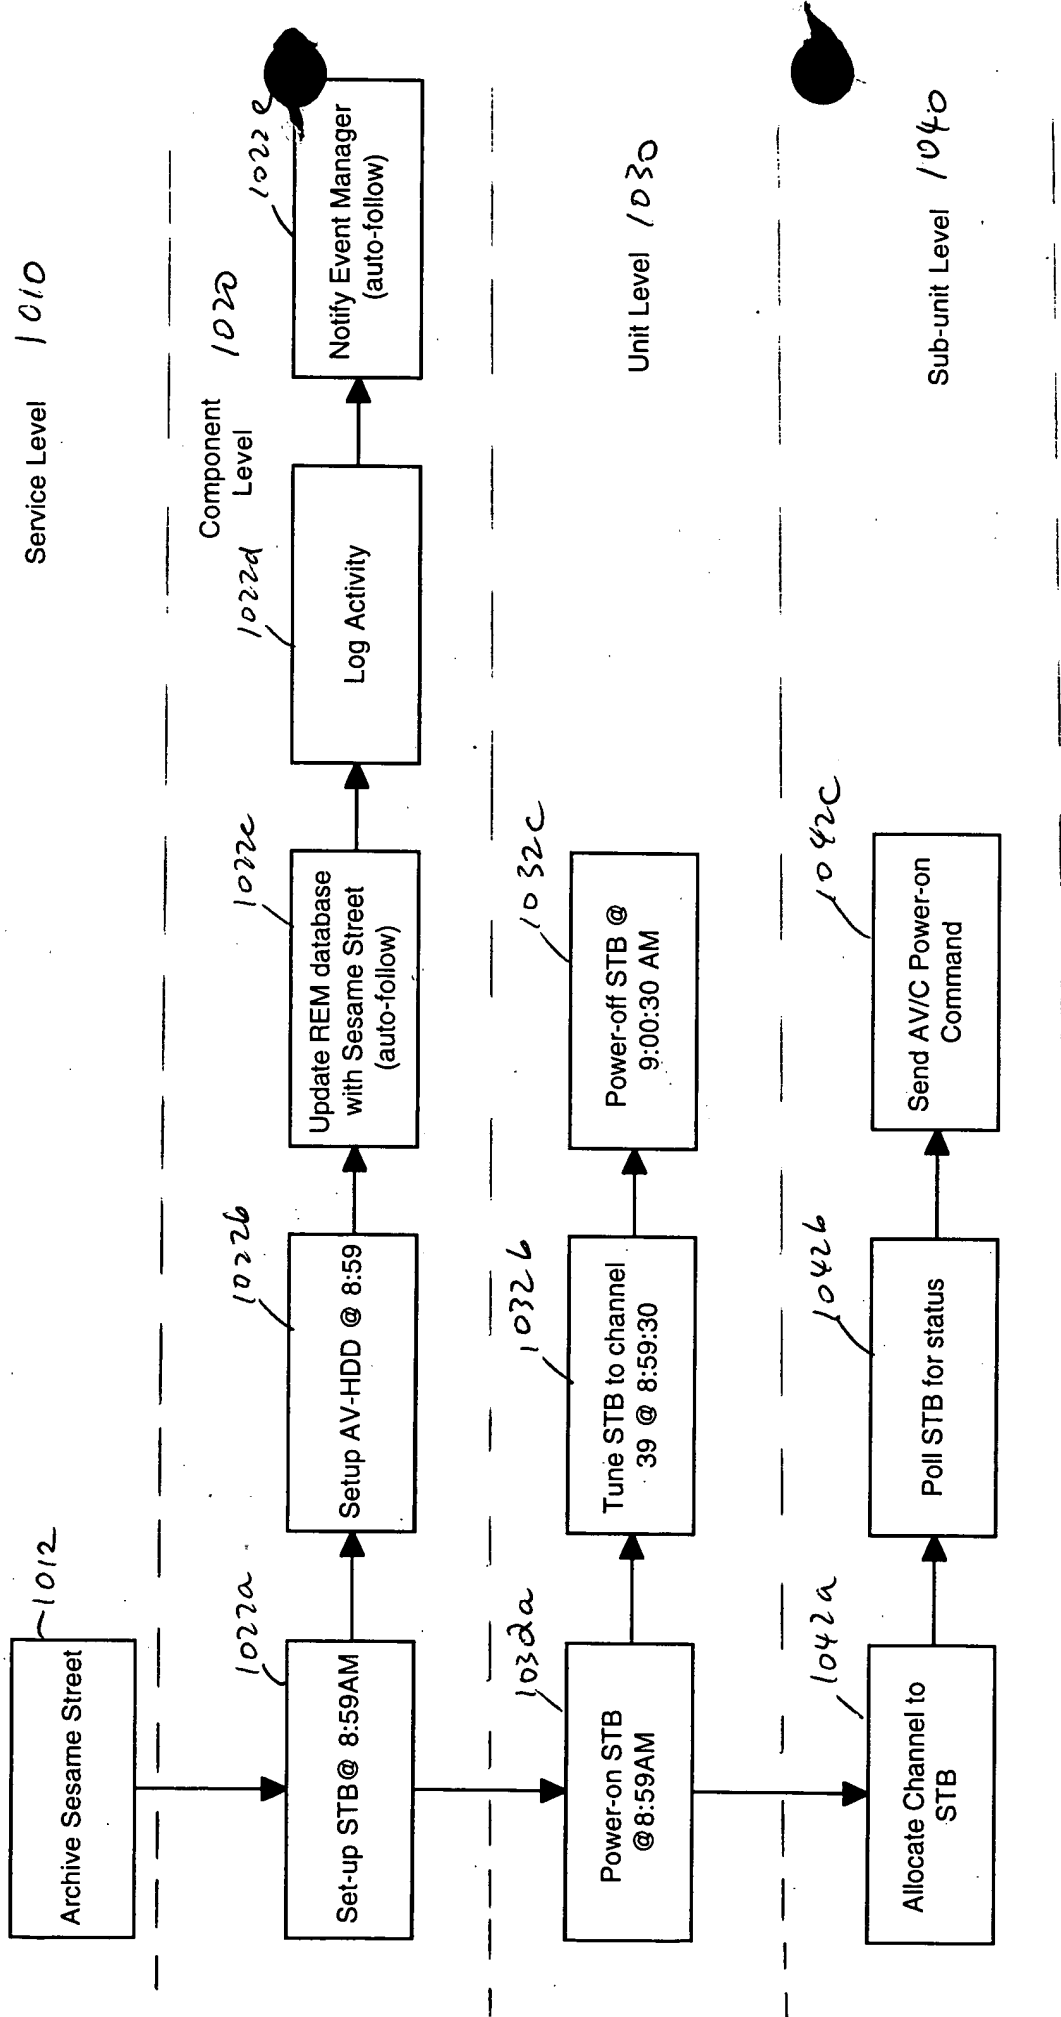 Service Level 1010
1012
Archive Sesame Street
Component
Level
1020
1022a
Set-up STB@ 8:59AM
1022b
Setup AV-HDD @ 8:59
1022c
Update REM database
with Sesame Street
(auto-follow)
1022d
Log Activity
1022e
Notify Event Manager
(auto-follow)
Unit Level 1030
1032a
Power-on STB
@8:59AM
1032b
Tune STB to channel
39 @ 8:59:30
1032c
Power-off STB @
9:00:30 AM
Sub-unit Level 1040
1042a
Allocate Channel to
STB
1042b
Poll STB for status
1042c
Send AV/C Power-on
Command